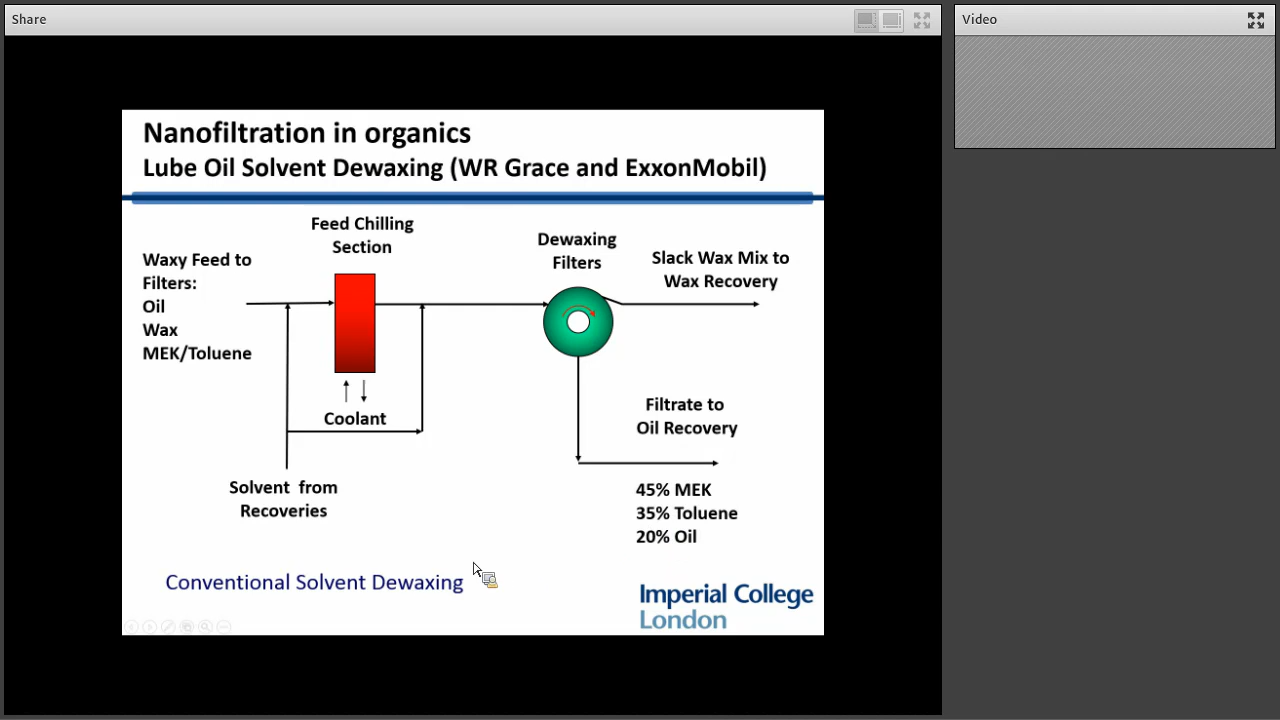 Share
Video
Nanofiltration in organics
Lube Oil Solvent Dewaxing (WR Grace and ExxonMobil)
Feed Chilling
Section
Waxy Feed to
Filters:
Oil
Wax
MEK/Toluene
Coolant
Solvent from
Recoveries
Dewaxing
Filters
Slack Wax Mix to
Wax Recovery
Filtrate to
Oil Recovery
45% MEK
35% Toluene
20% Oil
Conventional Solvent Dewaxing
Imperial College
London